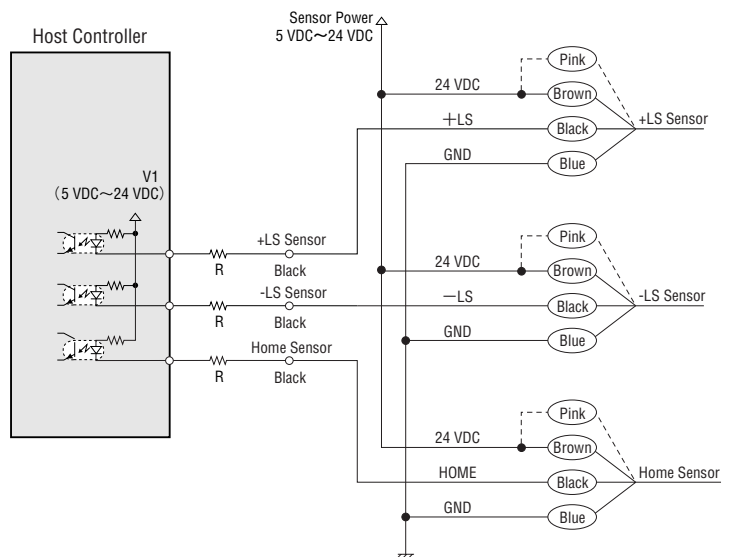 Sensor Power
5 VDC～24 VDC
Host Controller
Pink
24 VDC
Brown
＋LS
Black
+LS Sensor
GND
Blue
V1
（5 VDC～24 VDC）
+LS Sensor
R
Black
-LS Sensor
R
Black
Home Sensor
R
Black
Pink
24 VDC
Brown
－LS
Black
-LS Sensor
GND
Blue
Pink
24 VDC
Brown
HOME
Black
Home Sensor
GND
Blue